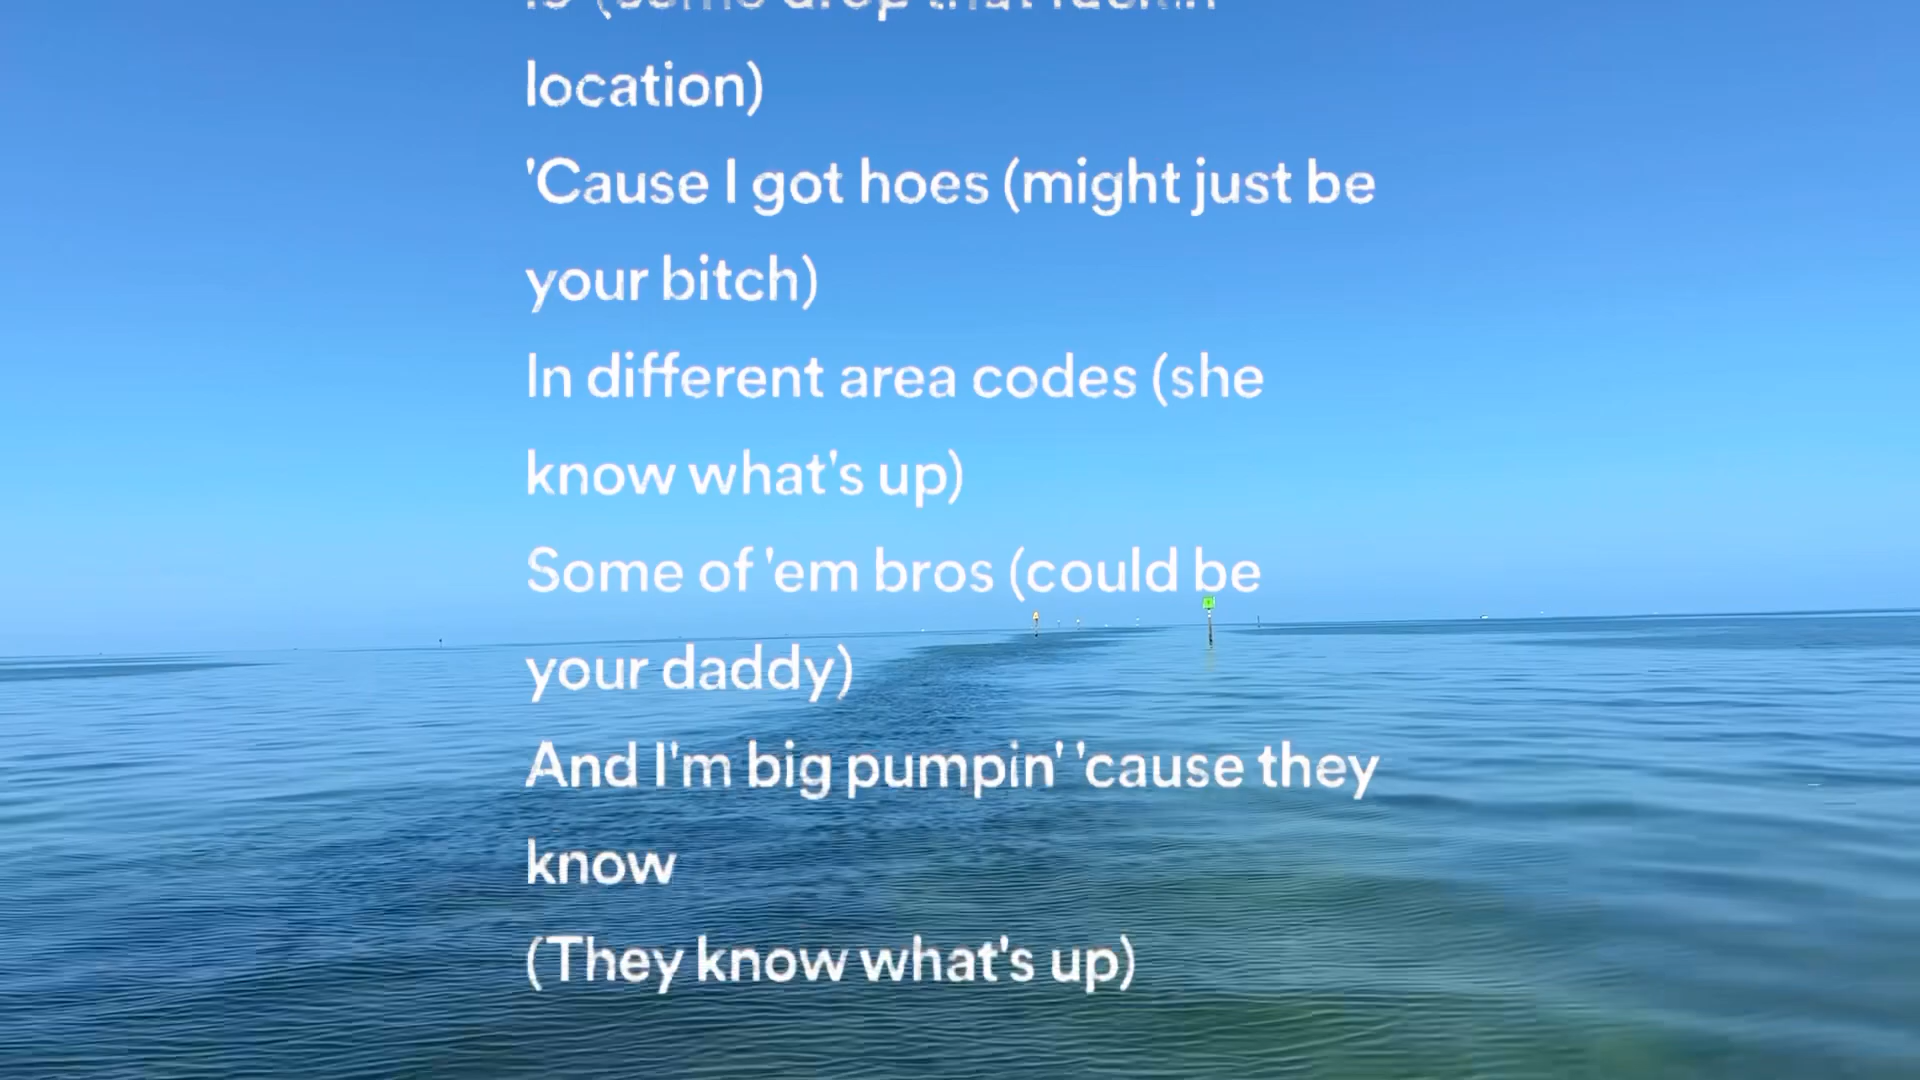 location)
'Cause I got hoes (might just be
your bitch)
In different area codes (she
know what's up)
Some of 'em bros (could be
your daddy)
And I'm big pumpin' 'cause they
know
(They know what's up)